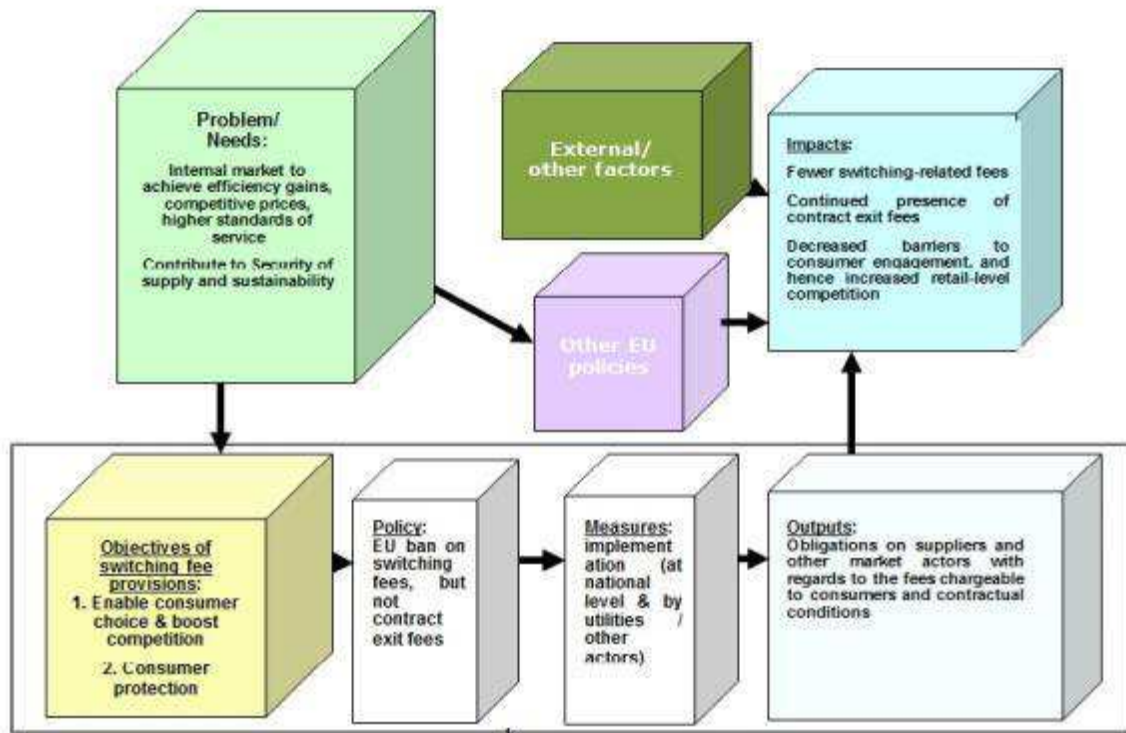 Problem/
Needs:
Internal market to
achieve efficiency gains,
competitive prices,
higher standards of
service
Contribute to Security of
supply and sustainability
External/
other factors
Impacts:
Fewer switching-related fees
Continued presence of
contract exit fees
Decreased barriers to
consumer engagement, and
hence increased retail-level
competition
Other EU
policies
Objectives of
switching fee
provisions:
1. Enable consumer
choice & boost
competition
2. Consumer
protection
Policy:
EU ban on
switching
fees, but
not
contract
exit fees
Measures:
implement
ation (at
national
level & by
utilities /
other
actors)
Outputs:
Obligations on suppliers and
other market actors with
regards to the fees chargeable
to consumers and contractual
conditions